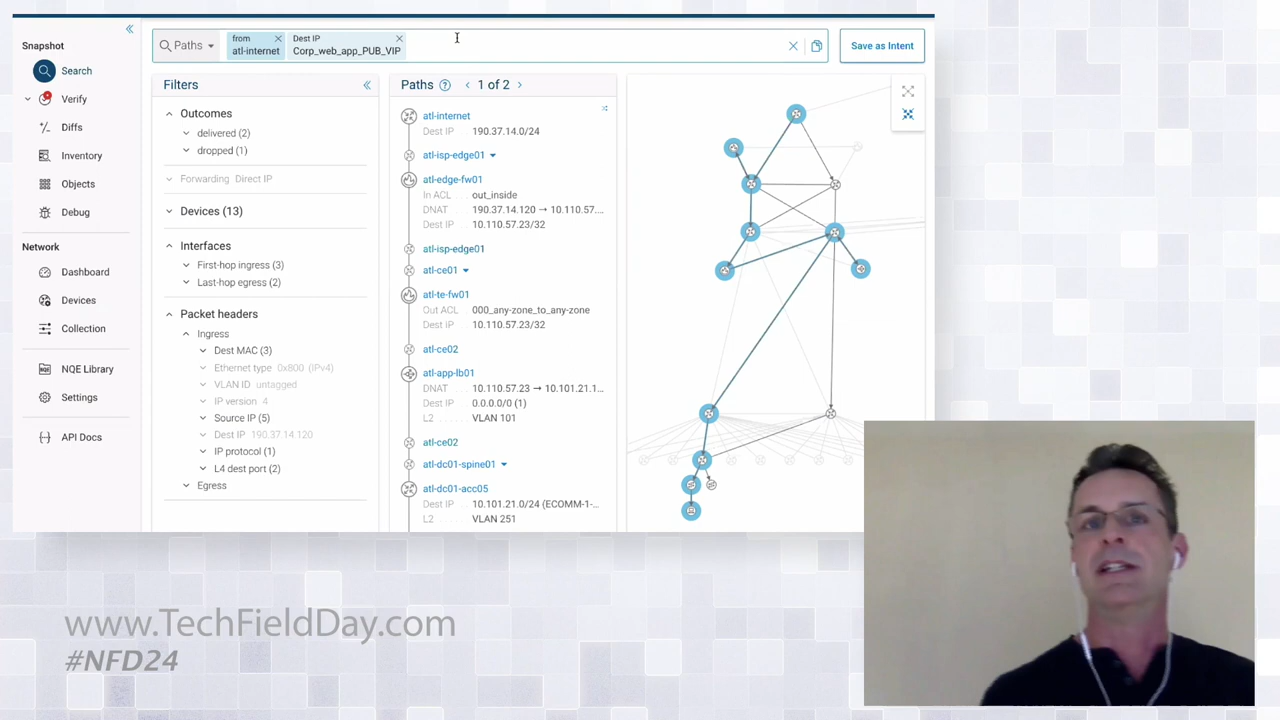 Snapshot
Search
Verify
Diffs
Inventory
Objects
Debug
Network
Dashboard
Devices
Collection
NQE Library
Settings
API Docs
Paths
from
atl-internet
Dest IP
Corp_web_app_PUB_VIP
Save as Intent
Filters
Outcomes
delivered (2)
dropped (1)
Forwarding Direct IP
Devices (13)
Interfaces
First-hop ingress (3)
Last-hop egress (2)
Packet headers
Ingress
Dest MAC (3)
Ethernet type 0x800 (IPv4)
VLAN ID untagged
IP version 4
Source IP (5)
Dest IP 190.37.14.120
IP protocol (1)
L4 dest port (2)
Egress
Paths ? < 1 of 2 >
atl-internet
Dest IP 190.37.14.0/24
atl-isp-edge01
atl-edge-fw01
In ACL out_inside
DNAT 190.37.14.120 → 10.110.57....
Dest IP 10.110.57.23/32
atl-isp-edge01
atl-ce01
atl-te-fw01
Out ACL 000_any-zone_to_any-zone
Dest IP 10.110.57.23/32
atl-ce02
atl-app-lb01
DNAT 10.110.57.23 → 10.101.21.1...
Dest IP 0.0.0.0/0 (1)
L2 VLAN 101
atl-ce02
atl-dc01-spine01
atl-dc01-acc05
Dest IP 10.101.21.0/24 (ECOMM-1-...
L2 VLAN 251
www.TechFieldDay.com
#NFD24